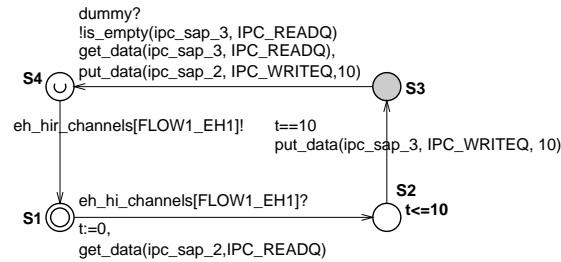 dummy?
!is_empty(ipc_sap_3, IPC_READQ)
get_data(ipc_sap_3, IPC_READ),
put_data(ipc_sap_2, IPC_WRITEQ,10)
S4
S3
eh_hir_channels[FLOW1_EH1]!
t==10
put_data(ipc_sap_3, IPC_WRITEQ, 10)
eh_hi_channels[FLOW1_EH1]?
S2
t<=10
S1
t:=0,
get_data(ipc_sap_2,IPC_READQ)